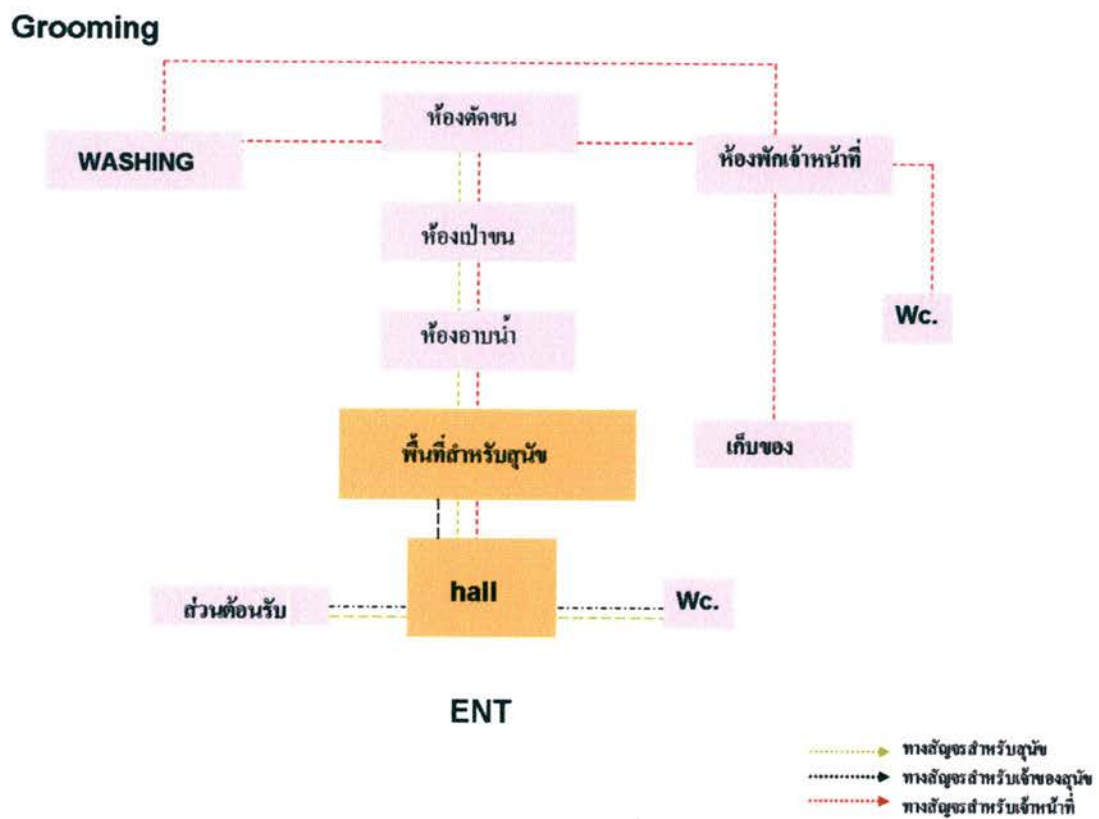 Grooming
ห้องตัดขน
WASHING
ห้องพักเจ้าหน้าที่
ห้องเป่าขน
Wc.
ห้องอาบน้ำ
พื้นที่สำหรับสุนัข
เก็บของ
hall
ส่วนต้อนรับ
Wc.
ENT
ทางสัญจรสำหรับสุนัข
ทางสัญจรสำหรับเจ้าของสุนัข
ทางสัญจรสำหรับเจ้าหน้าที่